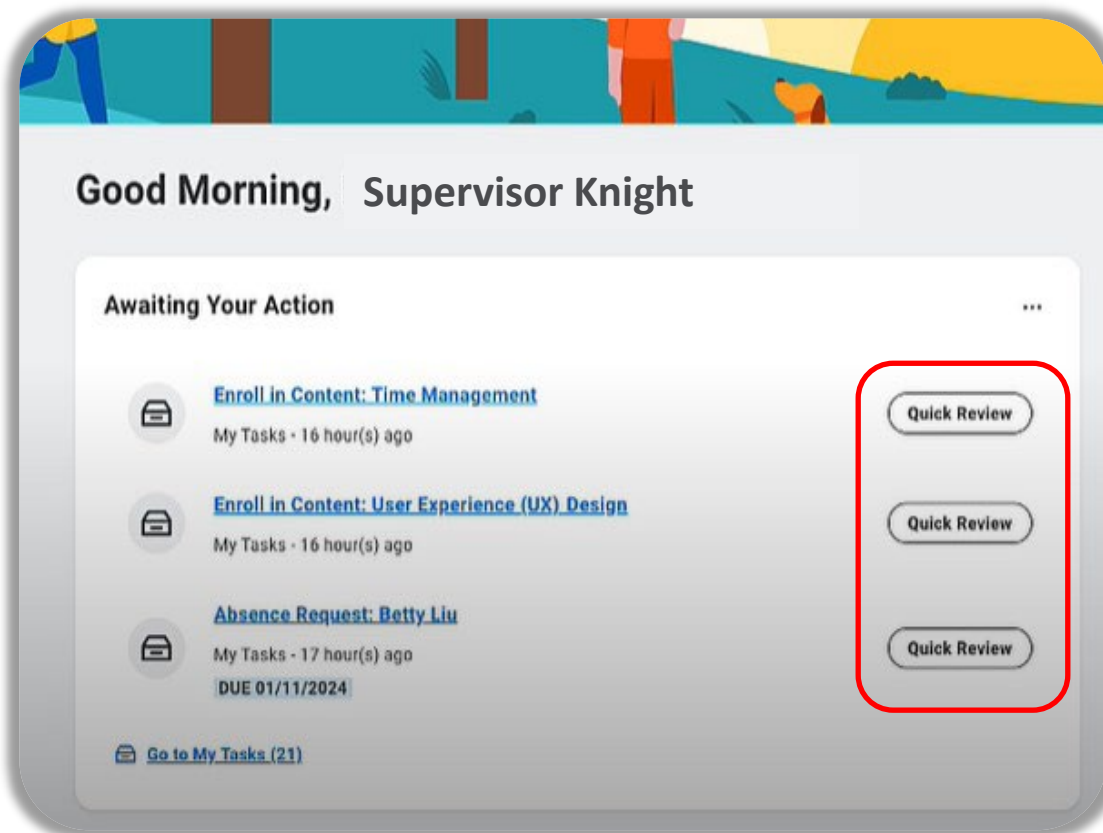 Good Morning, Supervisor Knight
Awaiting Your Action
Enroll in Content: Time Management
Quick Review
My Tasks - 16 hour(s) ago
Enroll in Content: User Experience (UX) Design
Quick Review
My Tasks - 16 hour(s) ago
Absence Request: Betty Liu
My Tasks - 17 hour(s) ago
Quick Review
DUE 01/11/2024
Go to My Tasks (21)